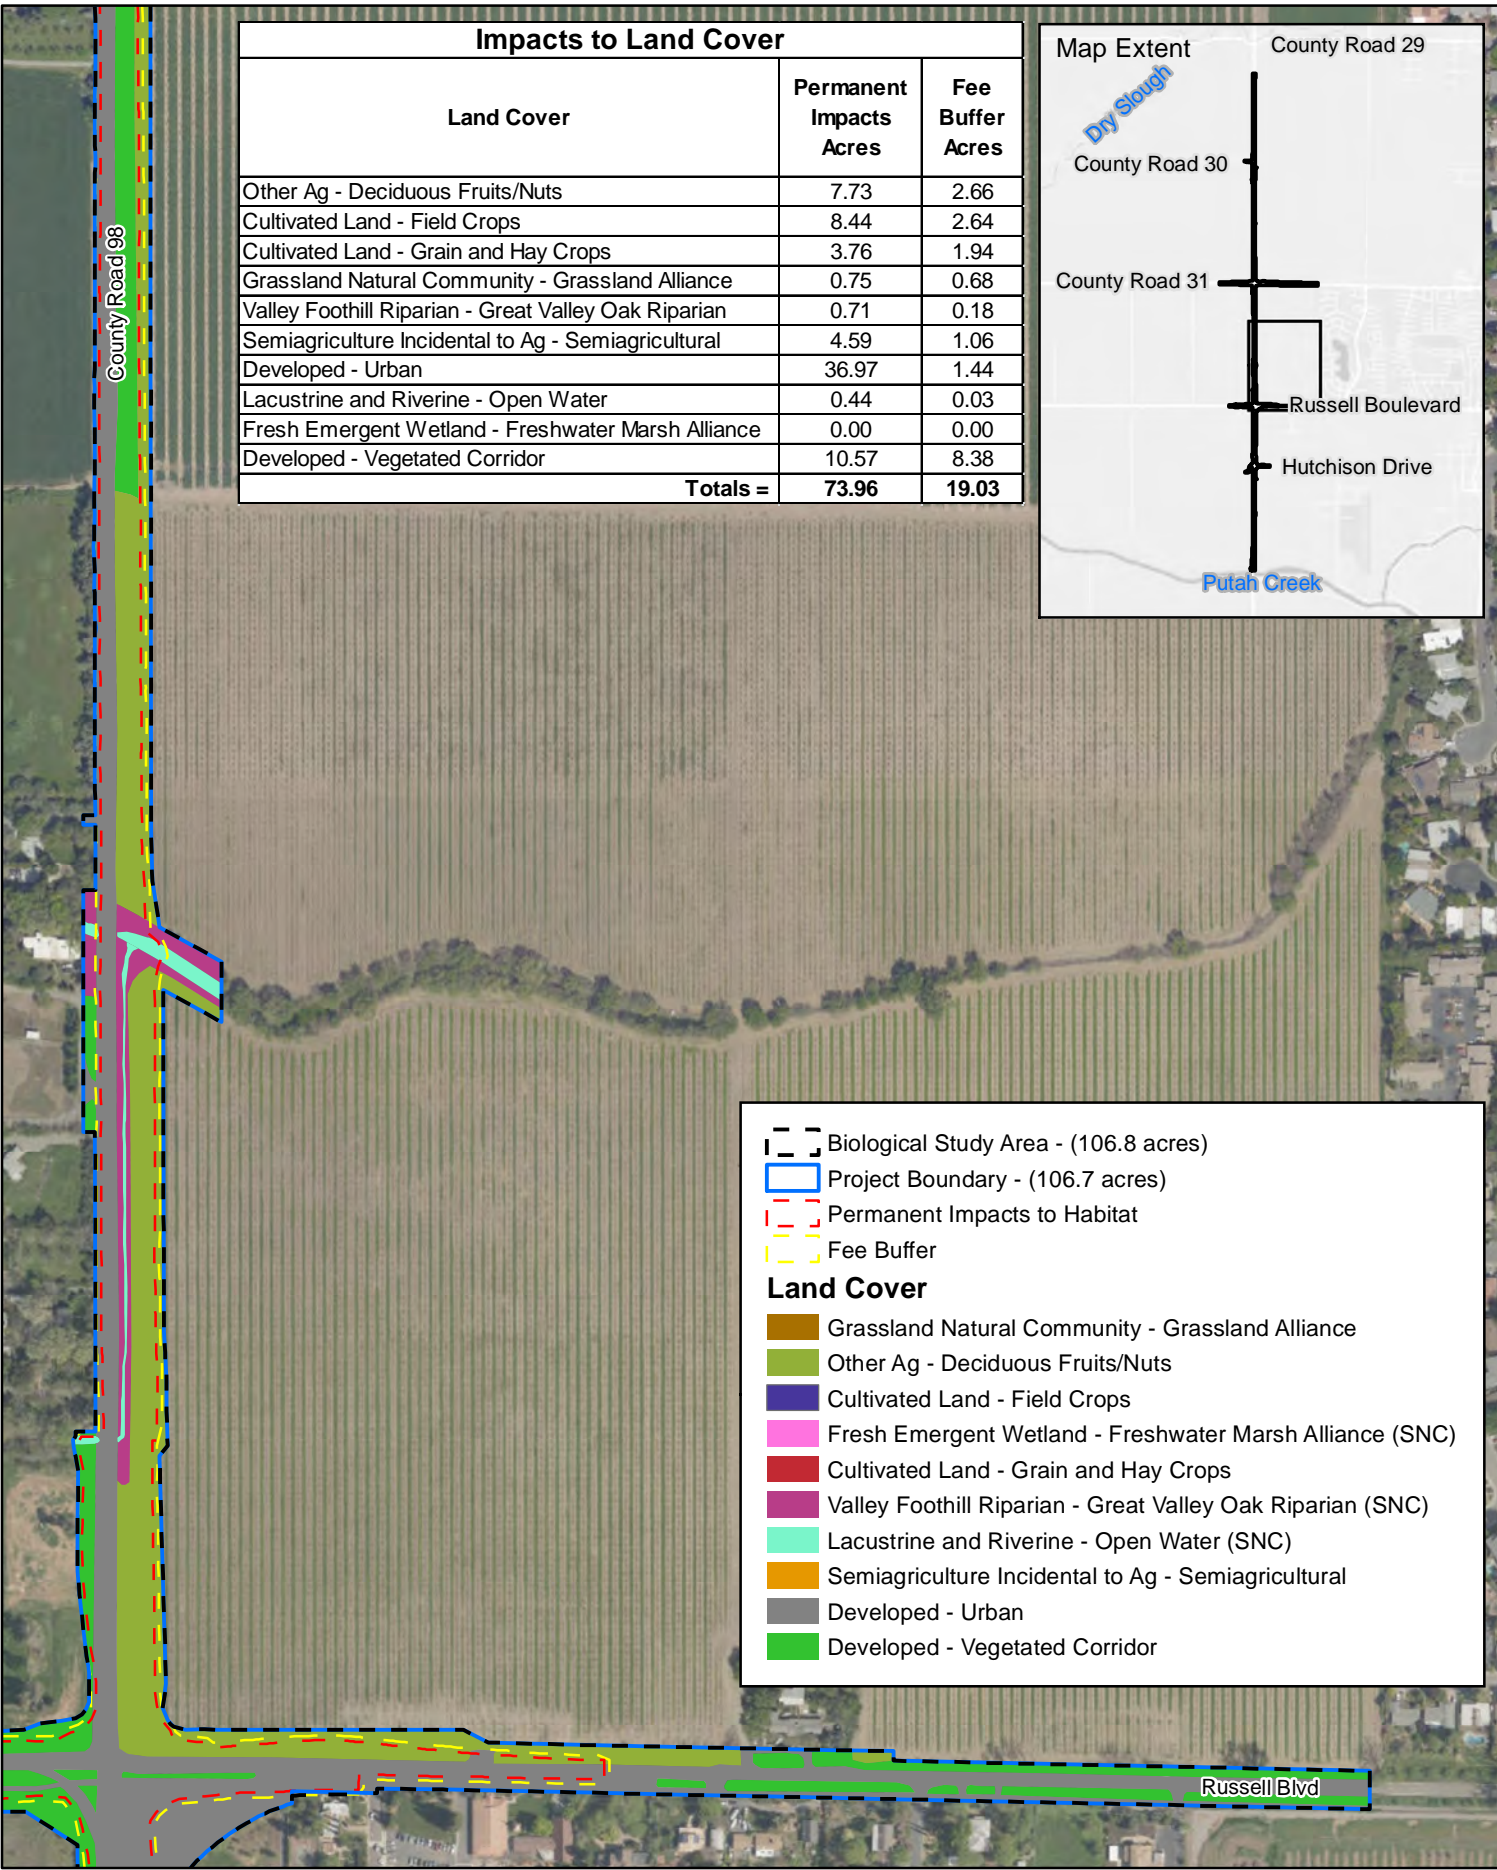 Impacts to Land Cover
Land Cover
Permanent Impacts Acres
Fee Buffer Acres
Other Ag - Deciduous Fruits/Nuts 7.73 2.66
Cultivated Land - Field Crops 8.44 2.64
Cultivated Land - Grain and Hay Crops 3.76 1.94
Grassland Natural Community - Grassland Alliance 0.75 0.68
Valley Foothill Riparian - Great Valley Oak Riparian 0.71 0.18
Semiagriculture Incidental to Ag - Semiagricultural 4.59 1.06
Developed - Urban 36.97 1.44
Lacustrine and Riverine - Open Water 0.44 0.03
Fresh Emergent Wetland - Freshwater Marsh Alliance 0.00 0.00
Developed - Vegetated Corridor 10.57 8.38
Totals = 73.96 19.03
Map Extent
County Road 29
Dry Slough
County Road 30
County Road 31
Russell Boulevard
Hutchison Drive
Putah Creek
County Road 98
Biological Study Area - (106.8 acres)
Project Boundary - (106.7 acres)
Permanent Impacts to Habitat
Fee Buffer
Land Cover
Grassland Natural Community - Grassland Alliance
Other Ag - Deciduous Fruits/Nuts
Cultivated Land - Field Crops
Fresh Emergent Wetland - Freshwater Marsh Alliance (SNC)
Cultivated Land - Grain and Hay Crops
Valley Foothill Riparian - Great Valley Oak Riparian (SNC)
Lacustrine and Riverine - Open Water (SNC)
Semiagriculture Incidental to Ag - Semiagricultural
Developed - Urban
Developed - Vegetated Corridor
Russell Blvd